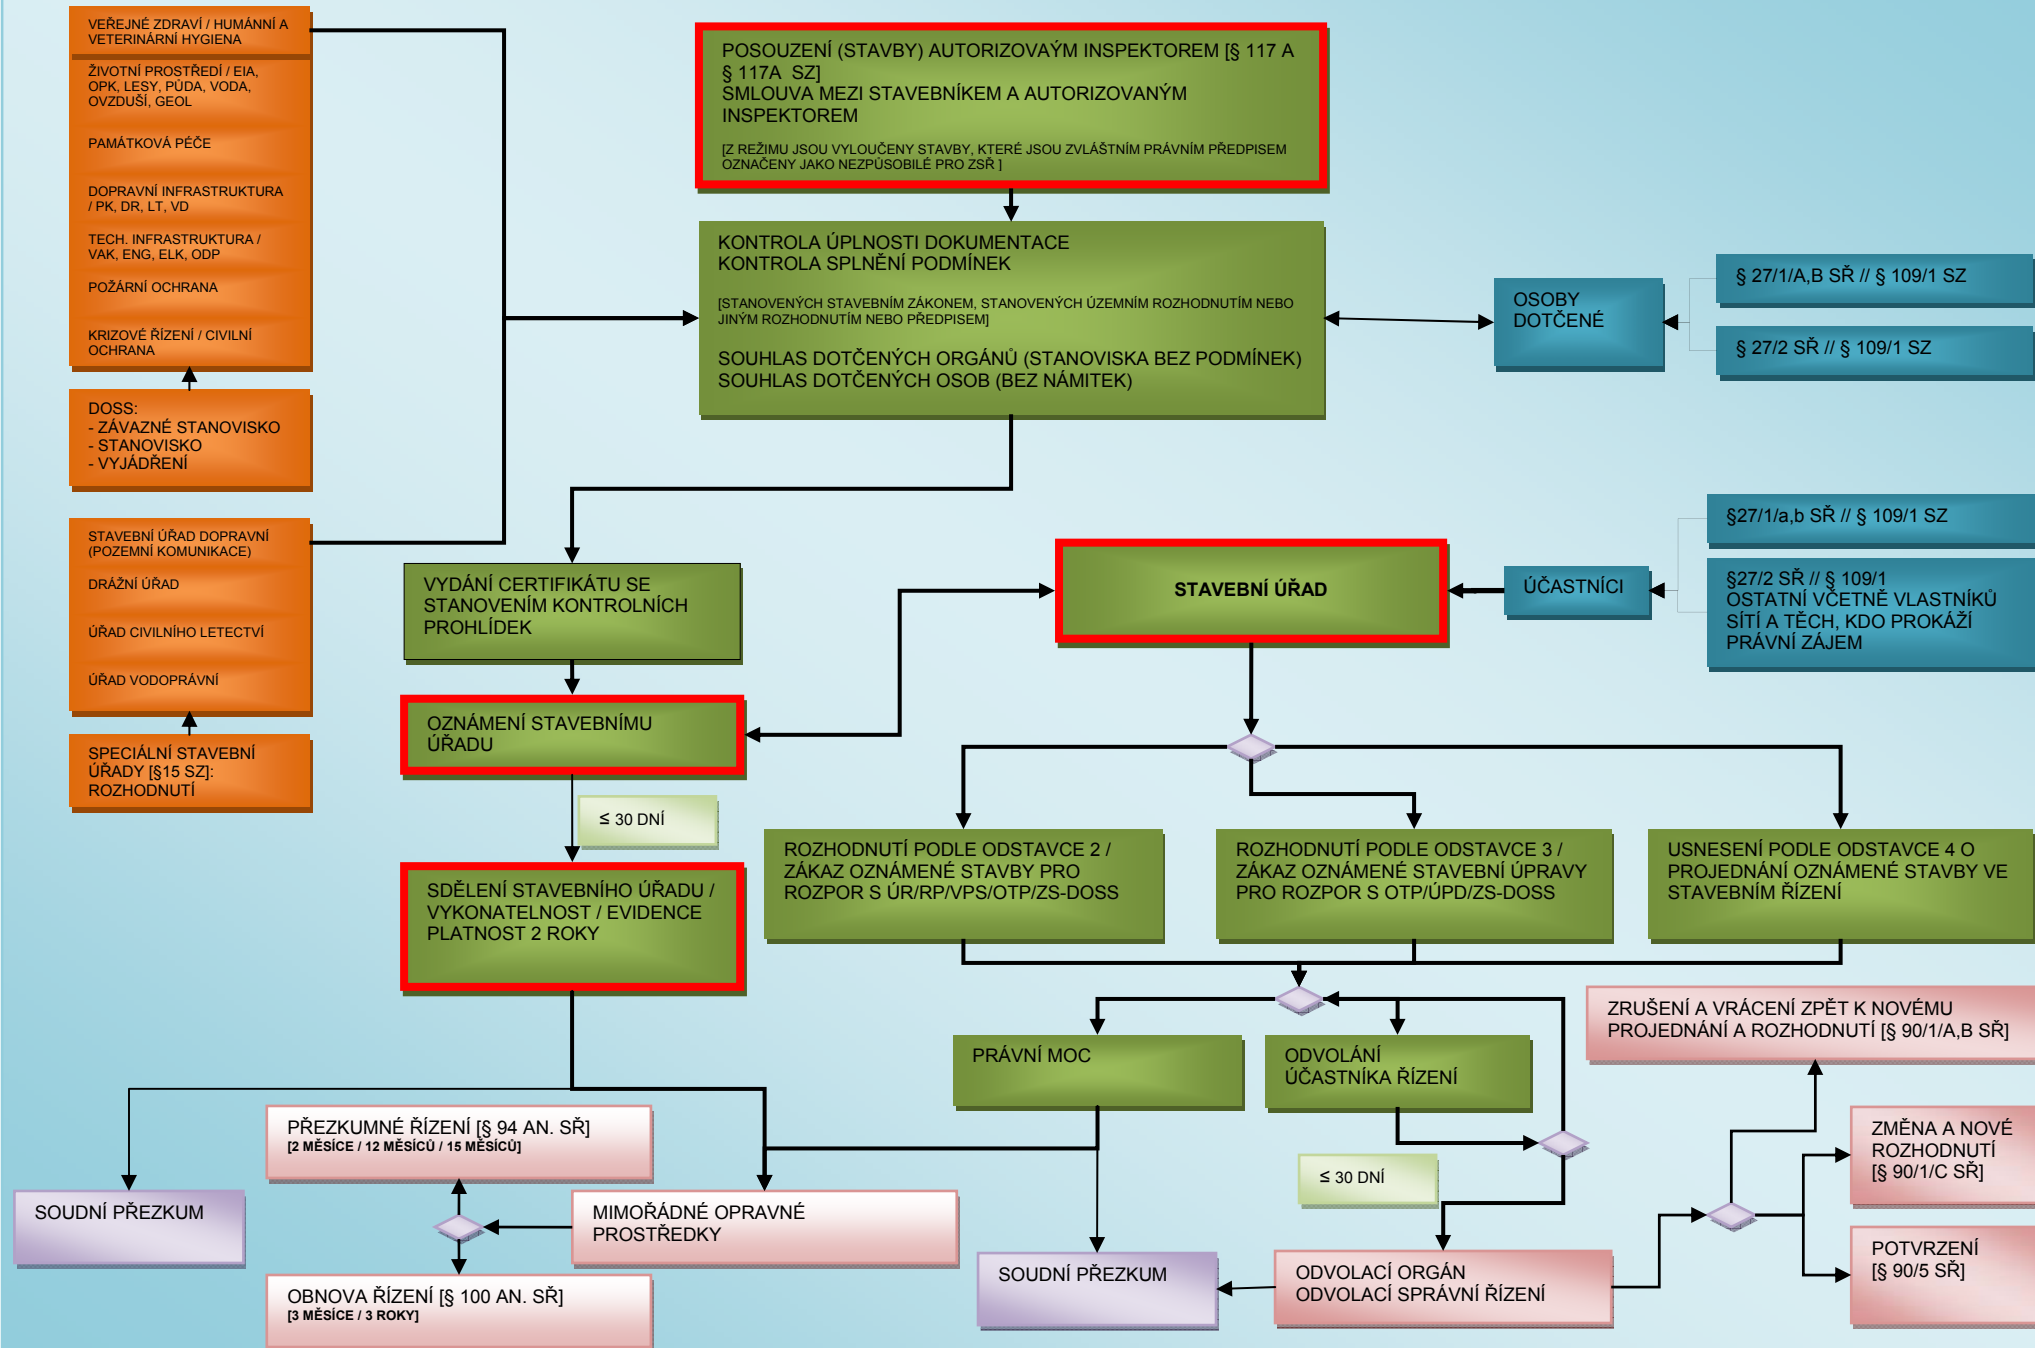 VEŘEJNÉ ZDRAVÍ / HUMÁNNÍ A
VETERINÁRNÍ HYGIENA
ŽIVOTNÍ PROSTŘEDÍ / EIA,
OPK, LESY, PŮDA, VODA,
OVZDUŠÍ, GEOL
PAMÁTKOVÁ PÉČE
DOPRAVNÍ INFRASTRUKTURA
/ PK, DR, LT, VD
TECH. INFRASTRUKTURA /
VAK, ENG, ELK, ODP
POŽÁRNÍ OCHRANA
KRIZOVÉ ŘÍZENÍ / CIVILNÍ
OCHRANA
DOSS:
- ZÁVAZNÉ STANOVISKO
- STANOVISKO
- VYJÁDŘENÍ
STAVEBNÍ ÚŘAD DOPRAVNÍ
(POZEMNÍ KOMUNIKACE)
DRÁŽNÍ ÚŘAD
ÚŘAD CIVILNÍHO LETECTVÍ
ÚŘAD VODOPRÁVNÍ
SPECIÁLNÍ STAVEBNÍ
ÚŘADY [§15 SZ]:
ROZHODNUTÍ
POSOUZENÍ (STAVBY) AUTORIZOVAÝM INSPEKTOREM [§ 117 A
§ 117A  SZ]
SMLOUVA MEZI STAVEBNÍKEM A AUTORIZOVANÝM
INSPEKTOREM
[Z REŽIMU JSOU VYLOUČENY STAVBY, KTERÉ JSOU ZVLÁŠTNÍM PRÁVNÍM PŘEDPISEM
OZNAČENY JAKO NEZPŮSOBILÉ PRO ZSŘ ]
KONTROLA ÚPLNOSTI DOKUMENTACE
KONTROLA SPLNĚNÍ PODMÍNEK
[STANOVENÝCH STAVEBNÍM ZÁKONEM, STANOVENÝCH ÚZEMNÍM ROZHODNUTÍM NEBO
JINÝM ROZHODNUTÍM NEBO PŘEDPISEM]
SOUHLAS DOTČENÝCH ORGÁNŮ (STANOVISKA BEZ PODMÍNEK)
SOUHLAS DOTČENÝCH OSOB (BEZ NÁMITEK)
OSOBY
DOTČENÉ
§ 27/1/A,B SŘ // § 109/1 SZ
§ 27/2 SŘ // § 109/1 SZ
VYDÁNÍ CERTIFIKÁTU SE
STANOVENÍM KONTROLNÍCH
PROHLÍDEK
STAVEBNÍ ÚŘAD
ÚČASTNÍCI
§27/1/a,b SŘ // § 109/1 SZ
§27/2 SŘ // § 109/1
OSTATNÍ VČETNĚ VLASTNÍKŮ
SÍTÍ A TĚCH, KDO PROKÁŽÍ
PRÁVNÍ ZÁJEM
OZNÁMENÍ STAVEBNÍMU
ÚŘADU
≤ 30 DNÍ
SDĚLENÍ STAVEBNÍHO ÚŘADU /
VYKONATELNOST / EVIDENCE
PLATNOST 2 ROKY
ROZHODNUTÍ PODLE ODSTAVCE 2 /
ZÁKAZ OZNÁMENÉ STAVBY PRO
ROZPOR S ÚR/RP/VPS/OTP/ZS-DOSS
ROZHODNUTÍ PODLE ODSTAVCE 3 /
ZÁKAZ OZNÁMENÉ STAVEBNÍ ÚPRAVY
PRO ROZPOR S OTP/ÚPD/ZS-DOSS
USNESENÍ PODLE ODSTAVCE 4 O
PROJEDNÁNÍ OZNÁMENÉ STAVBY VE
STAVEBNÍM ŘÍZENÍ
PRÁVNÍ MOC
ODVOLÁNÍ
ÚČASTNÍKA ŘÍZENÍ
ZRUŠENÍ A VRÁCENÍ ZPĚT K NOVÉMU
PROJEDNÁNÍ A ROZHODNUTÍ [§ 90/1/A,B SŘ]
PŘEZKUMNÉ ŘÍZENÍ [§ 94 AN. SŘ]
[2 MĚSÍCE / 12 MĚSÍCŮ / 15 MĚSÍCŮ]
ZMĚNA A NOVÉ
ROZHODNUTÍ
[§ 90/1/C SŘ]
≤ 30 DNÍ
SOUDNÍ PŘEZKUM
MIMOŘÁDNÉ OPRAVNÉ
PROSTŘEDKY
SOUDNÍ PŘEZKUM
ODVOLACÍ ORGÁN
ODVOLACÍ SPRÁVNÍ ŘÍZENÍ
POTVRZENÍ
[§ 90/5 SŘ]
OBNOVA ŘÍZENÍ [§ 100 AN. SŘ]
[3 MĚSÍCE / 3 ROKY]